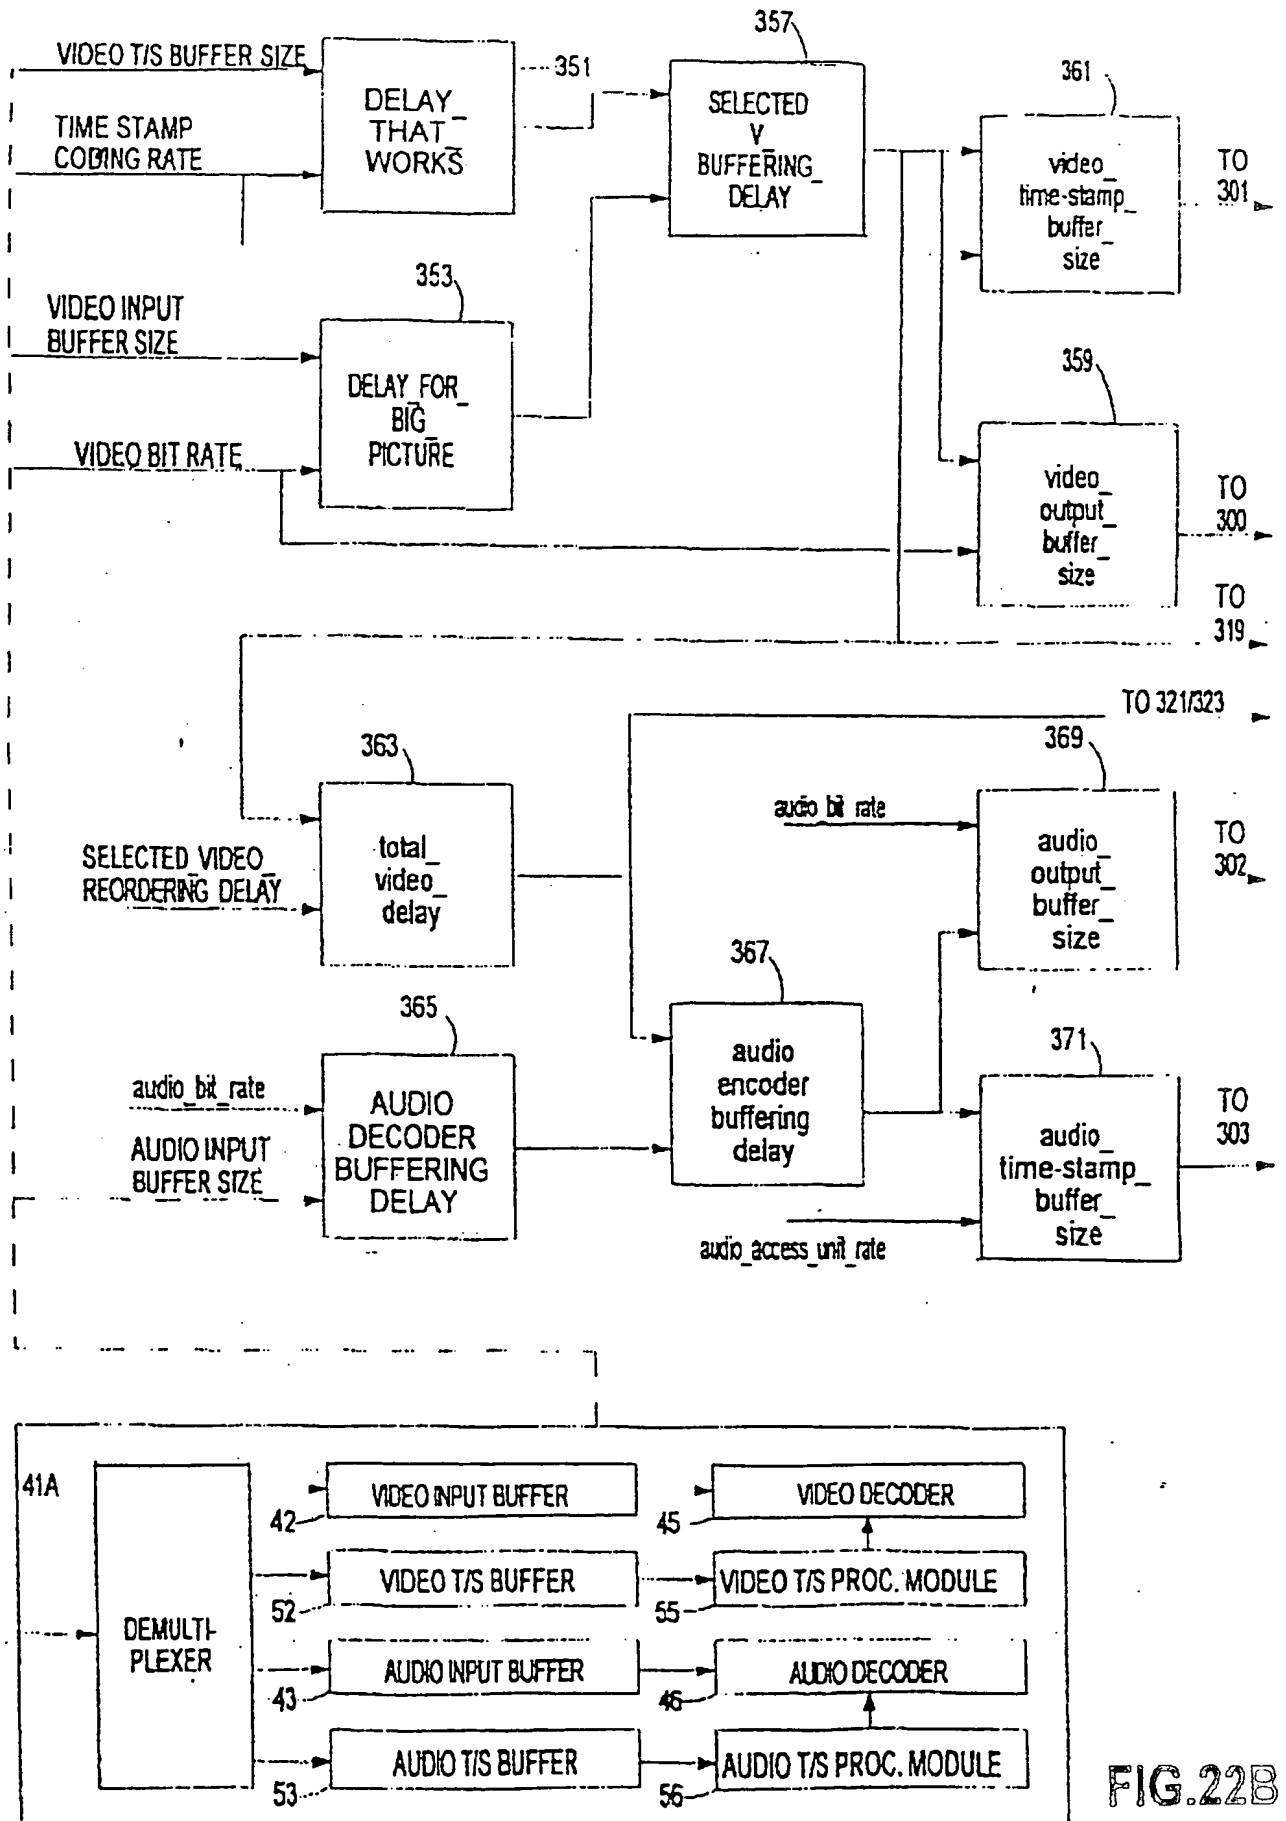 VIDEO T/S BUFFER SIZE
TIME STAMP
CODING RATE
DELAY_
THAT_
WORKS
351
357
SELECTED_
V_
BUFFERING_
DELAY
361
video_
time-stamp_
buffer_
size
TO
301
VIDEO INPUT
BUFFER SIZE
VIDEO BIT RATE
353
DELAY_FOR_
BIG_
PICTURE
359
video_
output_
buffer_
size
TO
300
TO
319
TO 321/323
363
total_
video_
delay
SELECTED_VIDEO_
REORDERING_DELAY
369
audio_bit_rate
audio_
output_
buffer_
size
TO
302
365
audio_bit_rate
AUDIO INPUT
BUFFER SIZE
AUDIO
DECODER
BUFFERING
DELAY
367
audio
encoder
buffering
delay
371
audio_
time-stamp_
buffer_
size
TO
303
audio_access_unit_rate
41A
DEMULTI-
PLEXER
VIDEO INPUT BUFFER
42
VIDEO DECODER
45
VIDEO T/S BUFFER
52
VIDEO T/S PROC. MODULE
55
AUDIO INPUT BUFFER
43
AUDIO DECODER
46
AUDIO T/S BUFFER
53
AUDIO T/S PROC. MODULE
56
FIG.22B